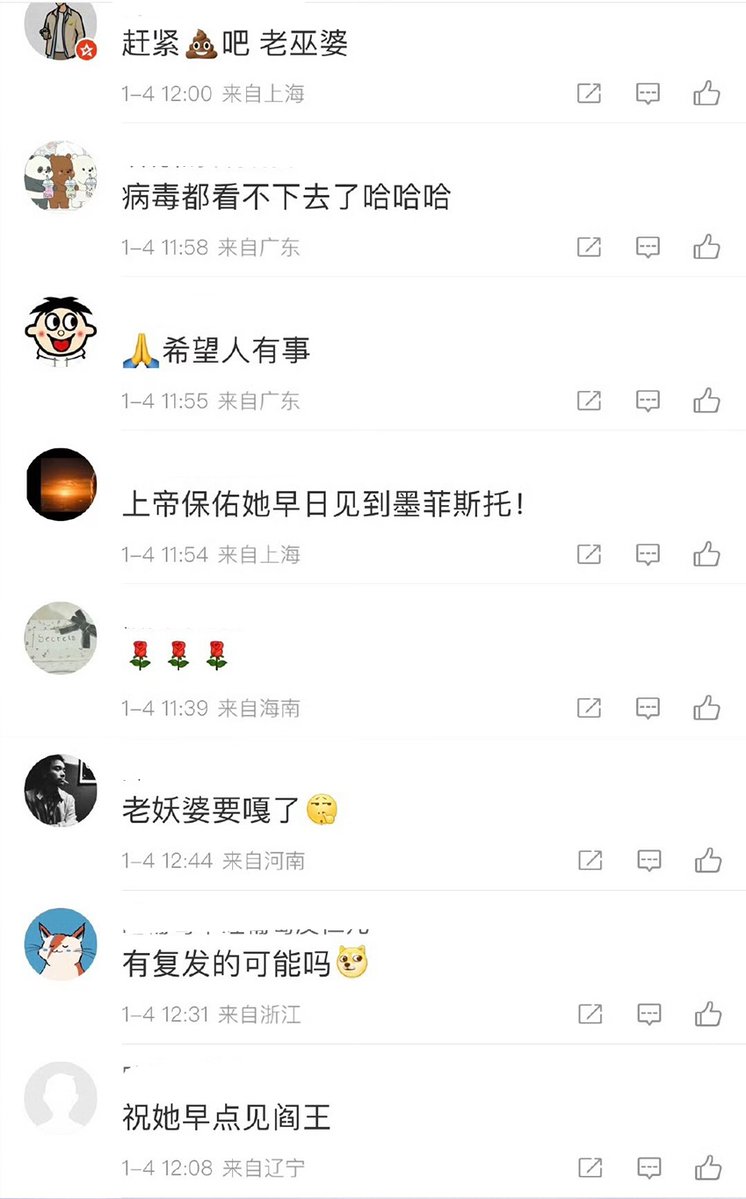 赶紧💩吧 老巫婆
1-4 12:00 来自上海
病毒都看不下去了哈哈哈
1-4 11:58 来自广东
🙏希望人有事
1-4 11:55 来自广东
上帝保佑她早日见到墨菲斯托!
1-4 11:54 来自上海
Secrets
🌹🌹🌹
1-4 11:39 来自海南
老妖婆要嘎了🤔
1-4 12:44 来自河南
有复发的可能吗
1-4 12:31 来自浙江
祝她早点见阎王
1-4 12:08 来自辽宁